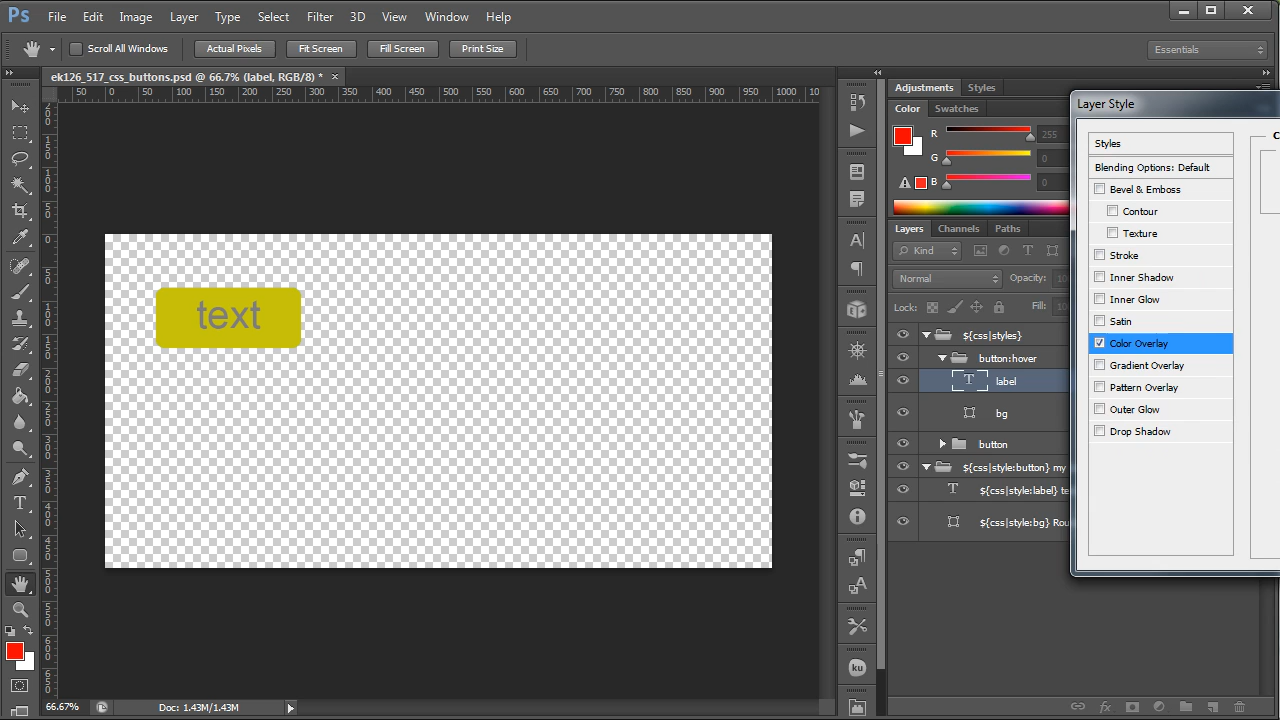 Ps File Edit Image Layer Type Select Filter 3D View Window Help
Scroll All Windows Actual Pixels Fit Screen Fill Screen Print Size Essentials
ek126_517_css_buttons.psd @ 66.7% (label, RGB/8) * ×
50 0 50 100 150 200 250 300 350 400 450 500 550 600 650 700 750 800 850 900 950 1000
Adjustments Styles
Color Swatches
R 255
G 0
B 0
Layers Channels Paths
Kind
Normal Opacity:
Lock: Fill:
${css|styles}
button:hover
label
bg
button
${css|style:button} my
${css|style:label} te
${css|style:bg} Rou
Layer Style
Styles
Blending Options: Default
Bevel & Emboss
Contour
Texture
Stroke
Inner Shadow
Inner Glow
Satin
Color Overlay
Gradient Overlay
Pattern Overlay
Outer Glow
Drop Shadow
text
ku
66.67% Doc: 1.43M/1.43M